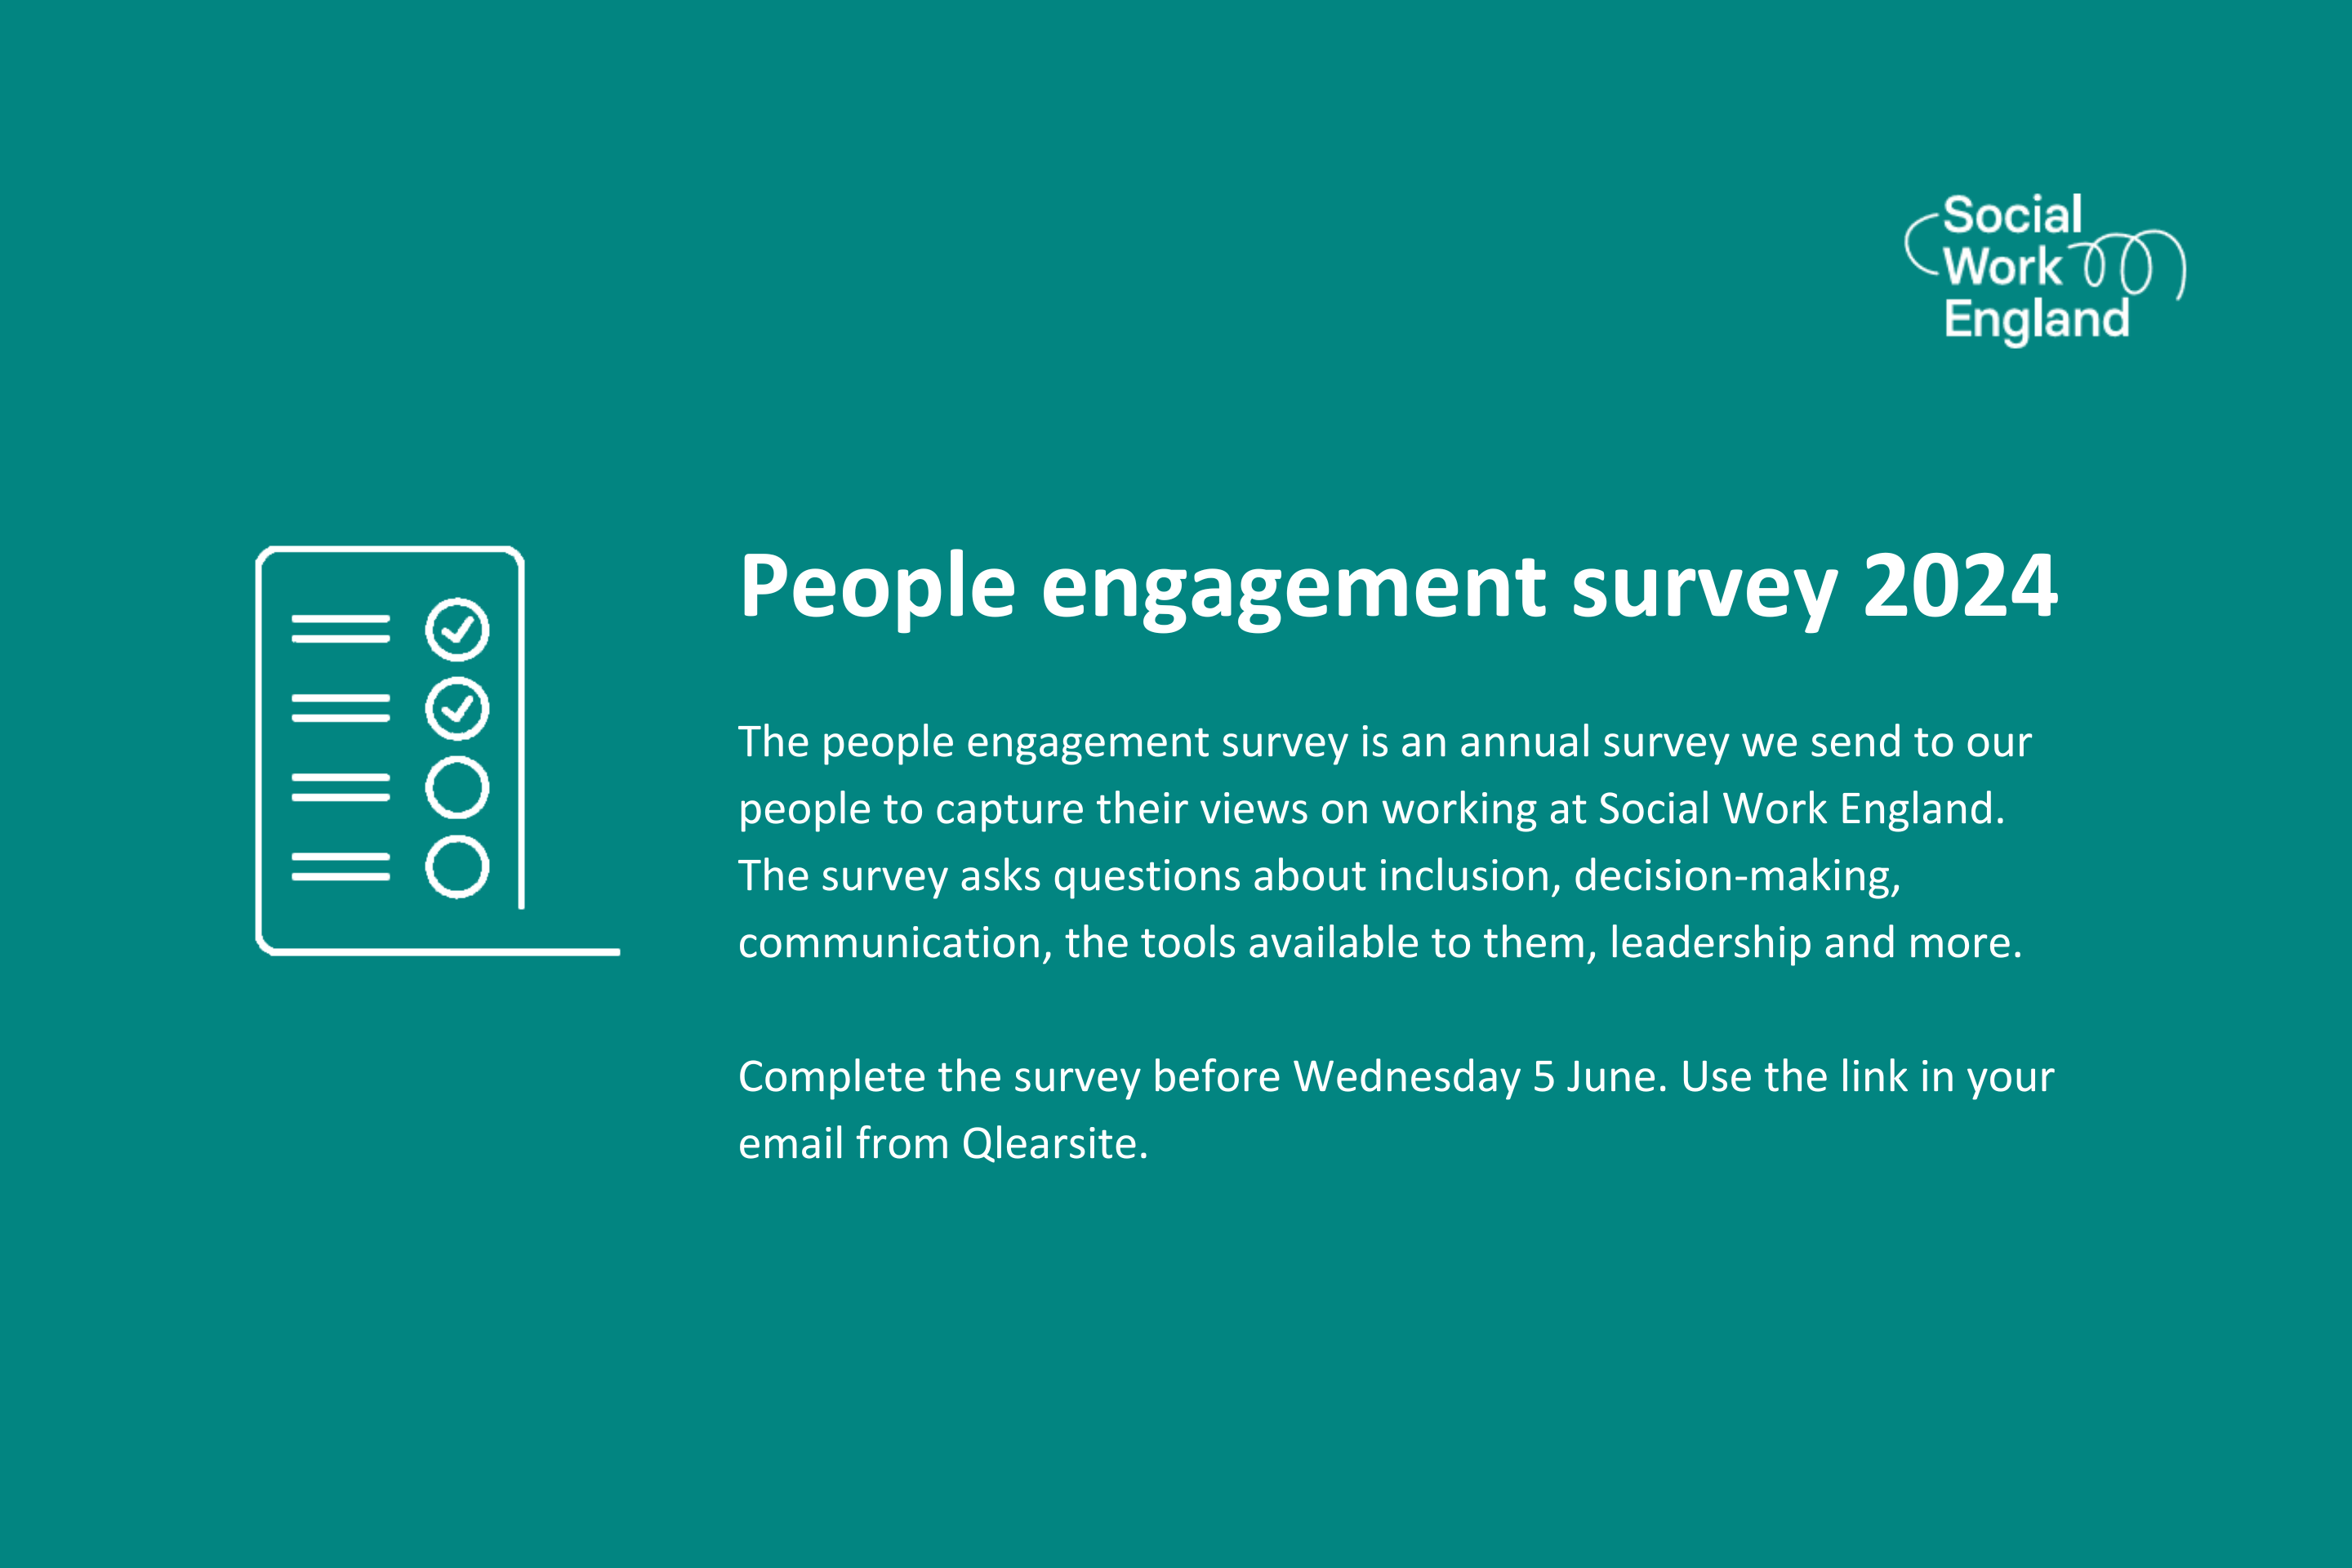 Social
Work
England
People engagement survey 2024
The people engagement survey is an annual survey we send to our
people to capture their views on working at Social Work England.
The survey asks questions about inclusion, decision-making,
communication, the tools available to them, leadership and more.
Complete the survey before Wednesday 5 June. Use the link in your
email from Qlearsite.